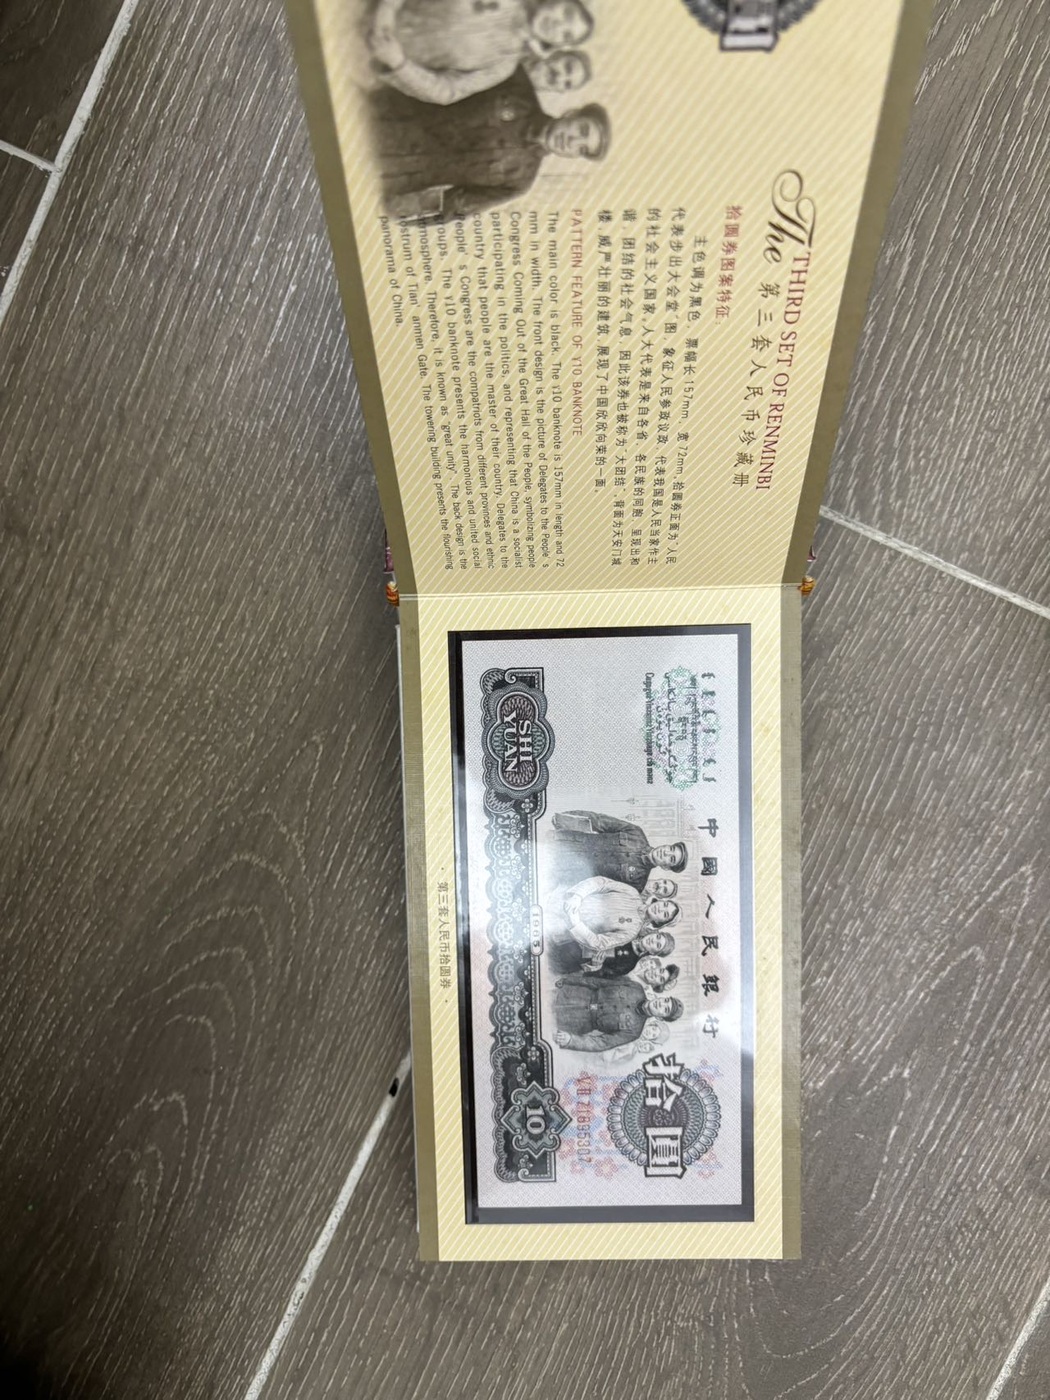 The THIRD SET OF RENMINBI
第三套人民币珍藏册
拾圆券图案特征:
主色调为黑色、票幅长157mm、宽72mm,拾圆券正面为“人民
代表步出大会堂”图、象征人民参政议政,代表我国是人民当家作主
的社会主义国家,人大代表是来自各省、各民族的同胞、呈现出和
谐、团结的社会气息、因此该券也被称为“大团结”,背面为天安门城
楼,威严壮丽的建筑,展现了中国欣欣向荣的一面。
PATTERN FEATURE OF ¥10 BANKNOTE
The main color is black. The ¥10 banknote is 157mm in length and 72
mm in width. The front design is the picture of Delegates to the People's
Congress Coming Out of the Great Hall of the People, symbolizing people
participating in the politics, and representing that China is a socialist
country that people are the master of their country. Delegates to the
people's Congress are the compatriots from different provinces and ethnic
groups. The ¥10 banknote presents the harmonious and united social
atmosphere. Therefore, it is known as "great unity". The back design is the
rostrum of Tian'anmen Gate. The towering building presents the flourishing
panorama of China.
中國人民銀行
拾圓
SHI
YUAN
1965
10
第三套人民币拾圆券